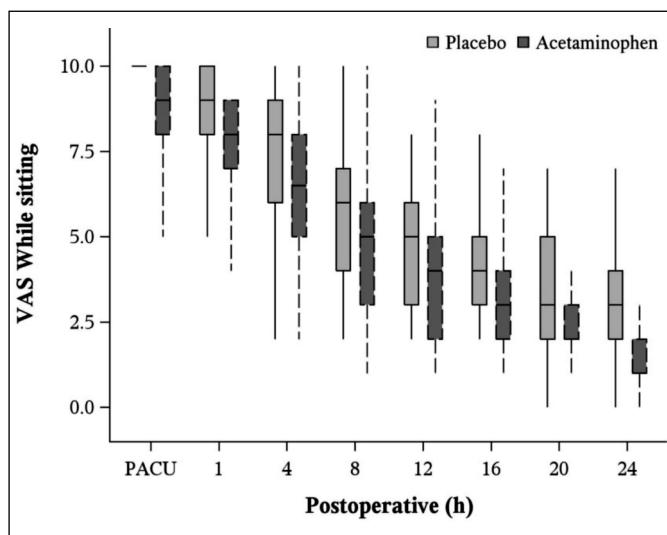 Placebo Acetaminophen
10.0
7.5
5.0
2.5
0.0
VAS While sitting
PACU 1 4 8 12 16 20 24
Postoperative (h)